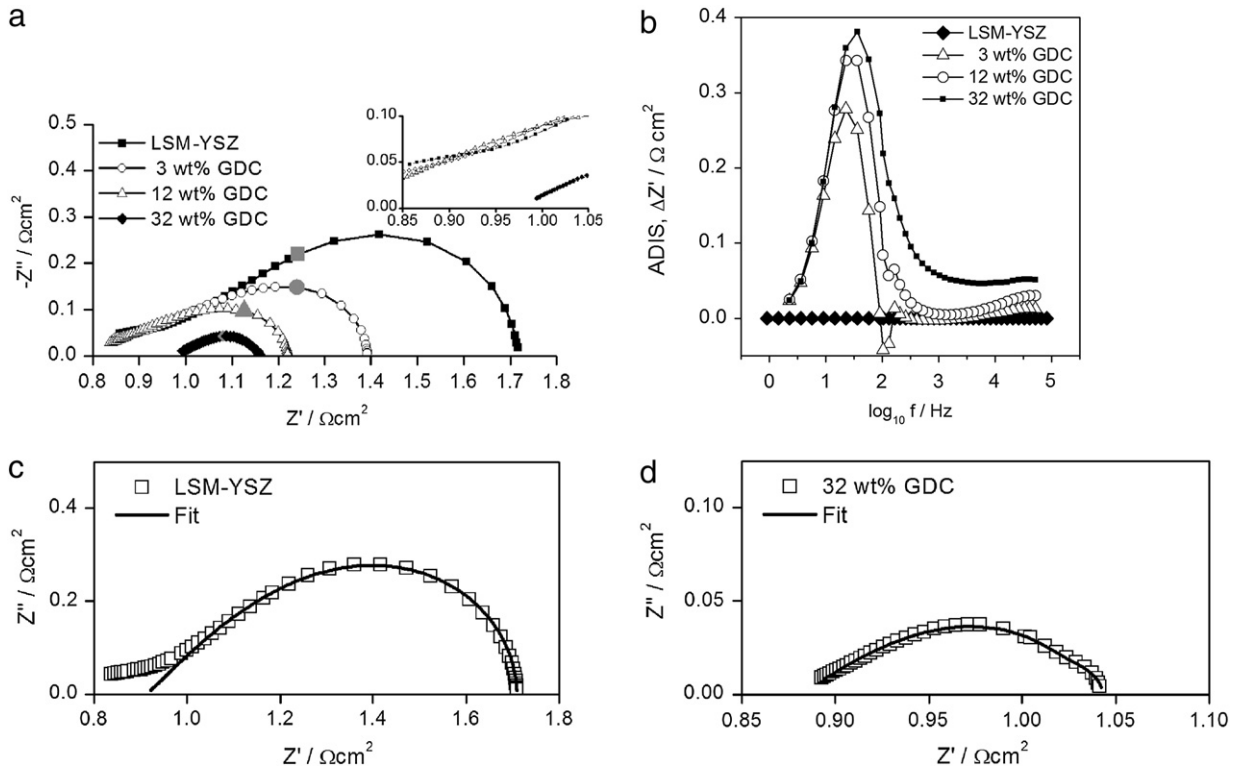 a
0.5
0.4
0.3
0.2
0.1
0.0
-Z'' / Ωcm²
LSM-YSZ
3 wt% GDC
12 wt% GDC
32 wt% GDC
0.10
0.05
0.00
0.85 0.90 0.95 1.00 1.05
0.8 0.9 1.0 1.1 1.2 1.3 1.4 1.5 1.6 1.7 1.8
Z' / Ωcm²
b
0.4
0.3
0.2
0.1
0.0
ADIS, ΔZ' / Ω cm²
LSM-YSZ
3 wt% GDC
12 wt% GDC
32 wt% GDC
0 1 2 3 4 5
log₁₀ f / Hz
c
0.4
0.2
0.0
Z'' / Ωcm²
LSM-YSZ
Fit
0.8 1.0 1.2 1.4 1.6 1.8
Z' / Ωcm²
d
0.10
0.05
0.00
Z'' / Ωcm²
32 wt% GDC
Fit
0.85 0.90 0.95 1.00 1.05 1.10
Z' / Ωcm²